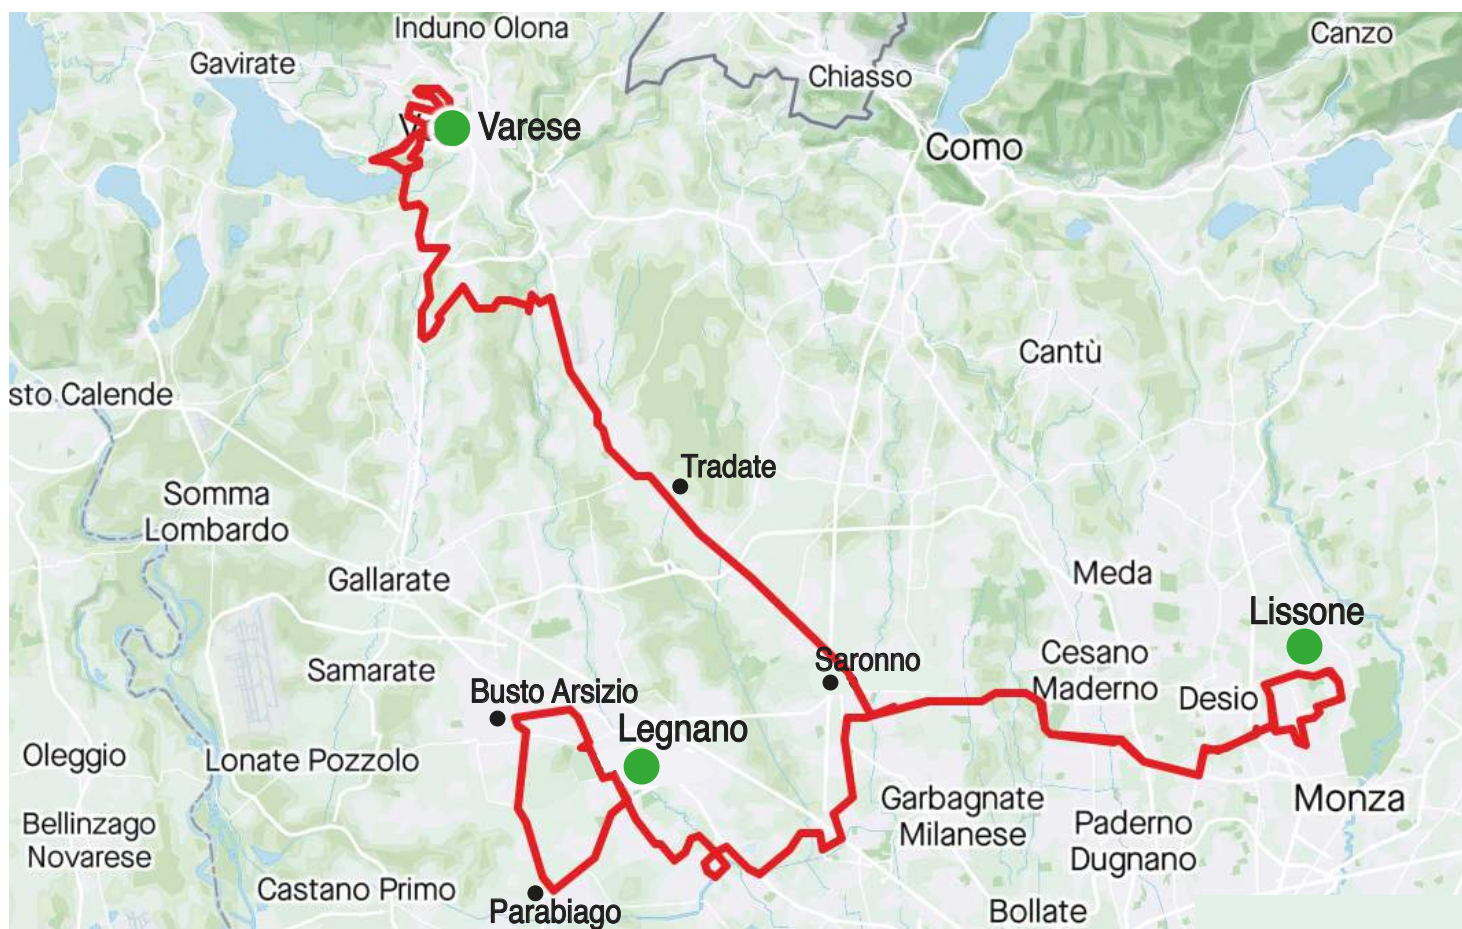 Induno Olona
Canzo
Gavirate
Chiasso
Varese
Como
Cantù
sto Calende
Tradate
Somma
Lombardo
Gallarate
Meda
Lissone
Saronno
Cesano
Maderno
Samarate
Busto Arsizio
Desio
Legnano
Oleggio
Lonate Pozzolo
Garbagnate
Milanese
Monza
Bellinzago
Novarese
Paderno
Dugnano
Castano Primo
Parabiago
Bollate